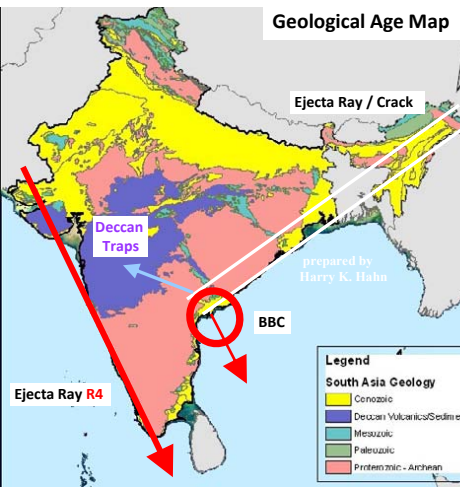 Geological Age Map
Ejecta Ray / Crack
Deccan
Traps
prepared by
Harry K. Hahn
BBC
Ejecta Ray R4
Legend
South Asia Geology
Cenozoic
Deccan Volcanics/Sedime
Mesozoic
Paleozoic
Proterozoic - Archean